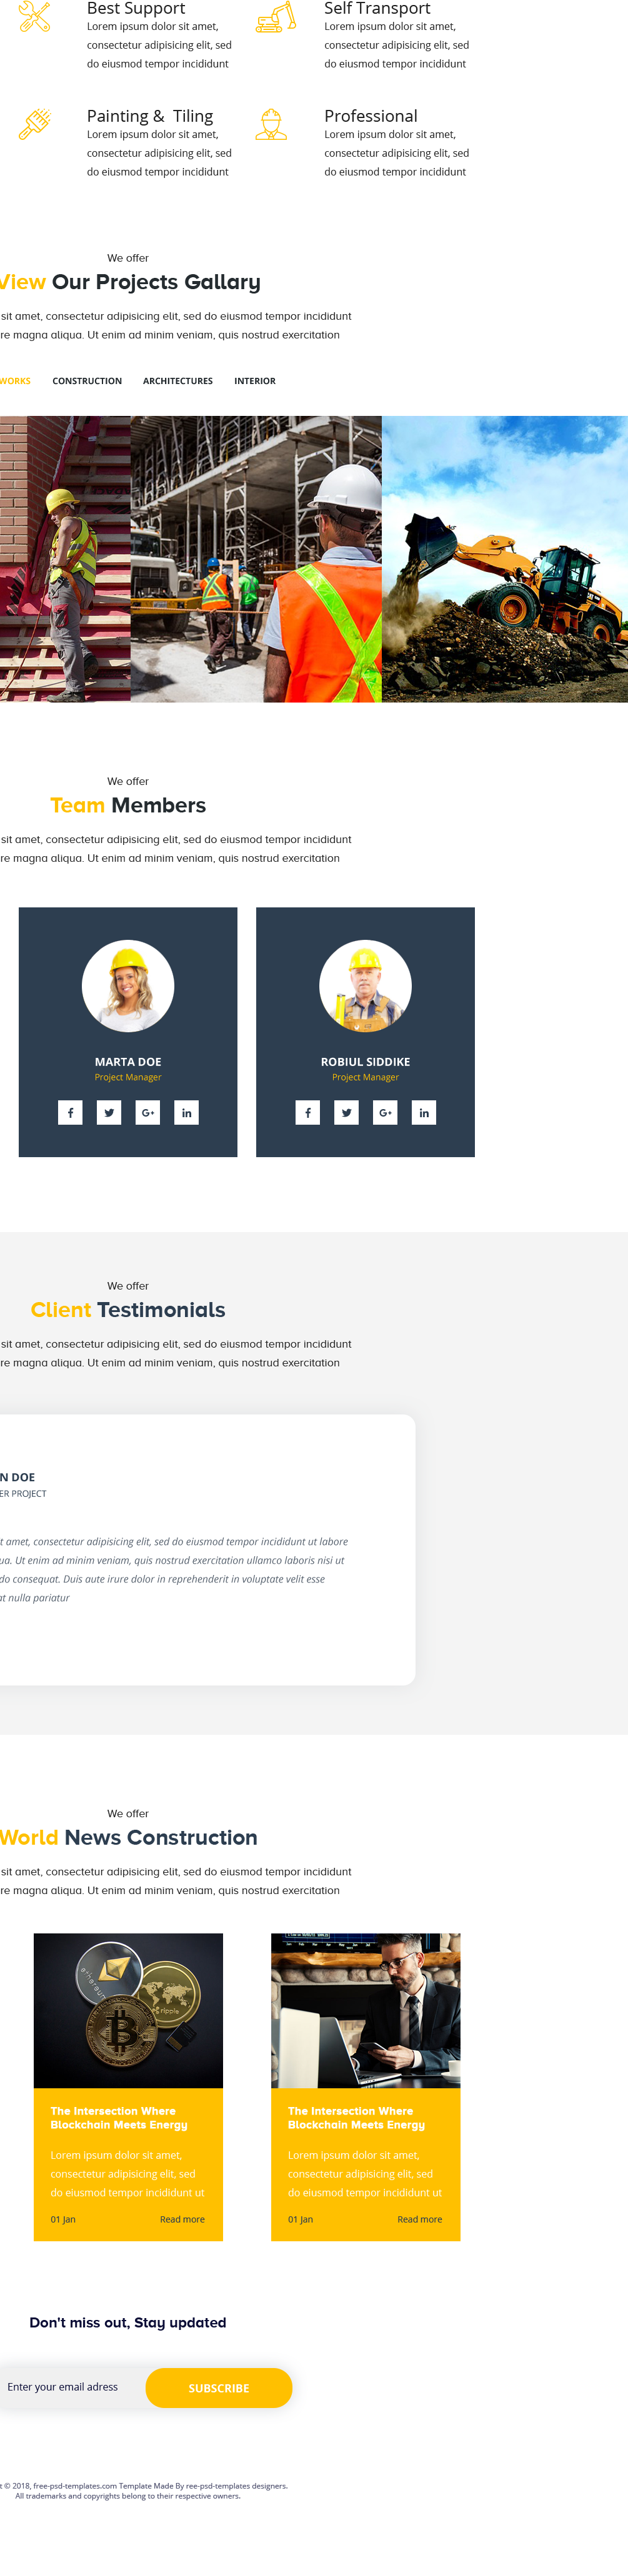 Best Support
Lorem ipsum dolor sit amet,
consectetur adipisicing elit, sed
do eiusmod tempor incididunt
Self Transport
Lorem ipsum dolor sit amet,
consectetur adipisicing elit, sed
do eiusmod tempor incididunt
Painting & Tiling
Lorem ipsum dolor sit amet,
consectetur adipisicing elit, sed
do eiusmod tempor incididunt
Professional
Lorem ipsum dolor sit amet,
consectetur adipisicing elit, sed
do eiusmod tempor incididunt
We offer
View Our Projects Gallary
sit amet, consectetur adipisicing elit, sed do eiusmod tempor incididunt
re magna aliqua. Ut enim ad minim veniam, quis nostrud exercitation
WORKS CONSTRUCTION ARCHITECTURES INTERIOR
We offer
Team Members
sit amet, consectetur adipisicing elit, sed do eiusmod tempor incididunt
re magna aliqua. Ut enim ad minim veniam, quis nostrud exercitation
MARTA DOE
Project Manager
ROBIUL SIDDIKE
Project Manager
We offer
Client Testimonials
sit amet, consectetur adipisicing elit, sed do eiusmod tempor incididunt
re magna aliqua. Ut enim ad minim veniam, quis nostrud exercitation
N DOE
ER PROJECT
t amet, consectetur adipisicing elit, sed do eiusmod tempor incididunt ut labore
ua. Ut enim ad minim veniam, quis nostrud exercitation ullamco laboris nisi ut
do consequat. Duis aute irure dolor in reprehenderit in voluptate velit esse
at nulla pariatur
We offer
World News Construction
sit amet, consectetur adipisicing elit, sed do eiusmod tempor incididunt
re magna aliqua. Ut enim ad minim veniam, quis nostrud exercitation
ethereum
ripple
The Intersection Where
Blockchain Meets Energy
Lorem ipsum dolor sit amet,
consectetur adipisicing elit, sed
do eiusmod tempor incididunt ut
01 Jan Read more
The Intersection Where
Blockchain Meets Energy
Lorem ipsum dolor sit amet,
consectetur adipisicing elit, sed
do eiusmod tempor incididunt ut
01 Jan Read more
Don't miss out, Stay updated
Enter your email adress
SUBSCRIBE
t © 2018, free-psd-templates.com Template Made By ree-psd-templates designers.
All trademarks and copyrights belong to their respective owners.